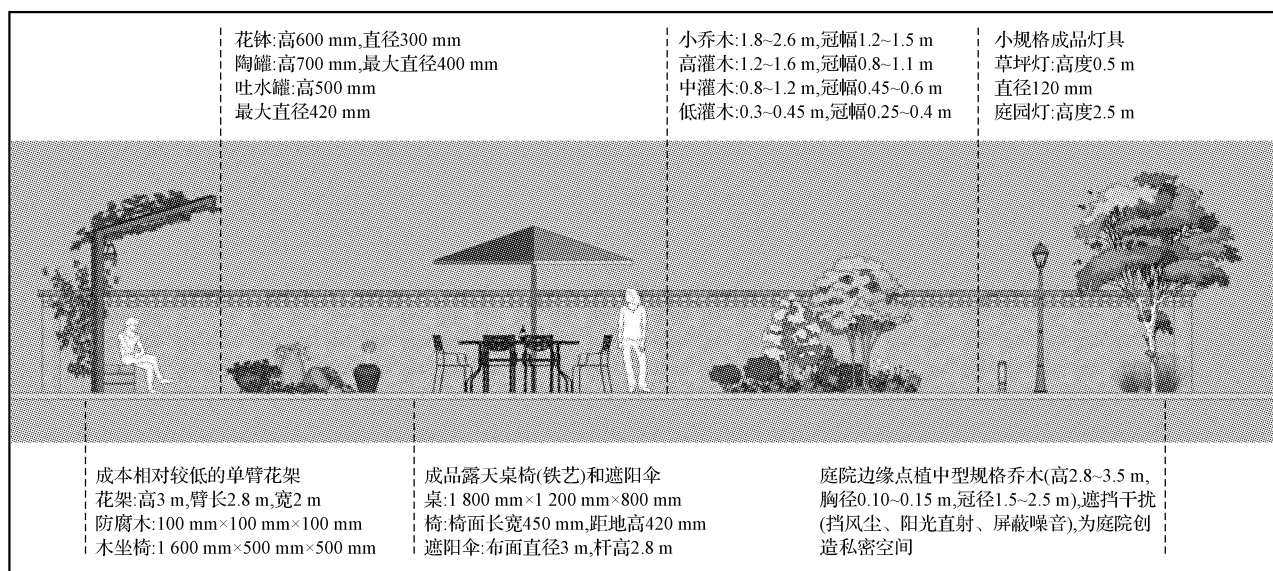 花钵:高600 mm,直径300 mm
陶罐:高700 mm,最大直径400 mm
吐水罐:高500 mm
最大直径420 mm
小乔木:1.8~2.6 m,冠幅1.2~1.5 m
高灌木:1.2~1.6 m,冠幅0.8~1.1 m
中灌木:0.8~1.2 m,冠幅0.45~0.6 m
低灌木:0.3~0.45 m,冠幅0.25~0.4 m
小规格成品灯具
草坪灯:高度0.5 m
直径120 mm
庭园灯:高度2.5 m
成本相对较低的单臂花架
花架:高3 m,臂长2.8 m,宽2 m
防腐木:100 mm×100 mm×100 mm
木坐椅:1 600 mm×500 mm×500 mm
成品露天桌椅(铁艺)和遮阳伞
桌:1 800 mm×1 200 mm×800 mm
椅:椅面长宽450 mm,距地高420 mm
遮阳伞:布面直径3 m,杆高2.8 m
庭院边缘点植中型规格乔木(高2.8~3.5 m,
胸径0.10~0.15 m,冠径1.5~2.5 m),遮挡干扰
(挡风尘、阳光直射、屏蔽噪音),为庭院创
造私密空间